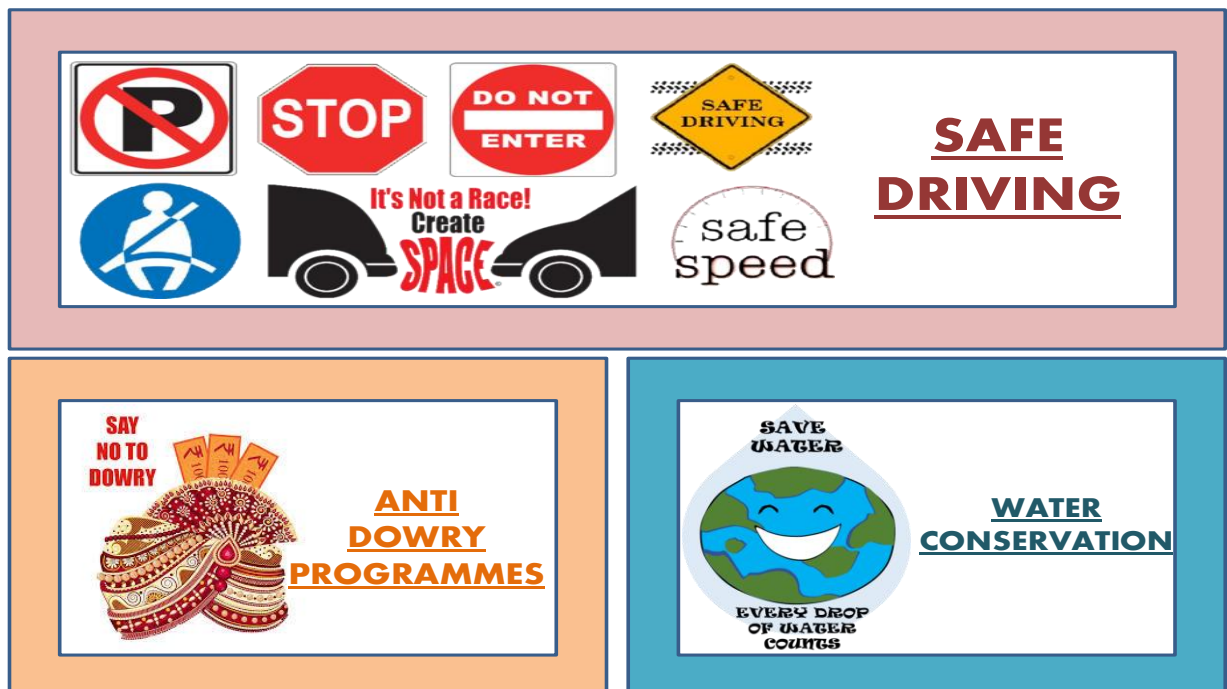 P
STOP
DO NOT
ENTER
SAFE
DRIVING
It's Not a Race!
Create
SPACE
safe
speed
SAFE
DRIVING
SAY
NO TO
DOWRY
ANTI
DOWRY
PROGRAMMES
SAVE
WATER
EVERY DROP
OF WATER
COUNTS
WATER
CONSERVATION